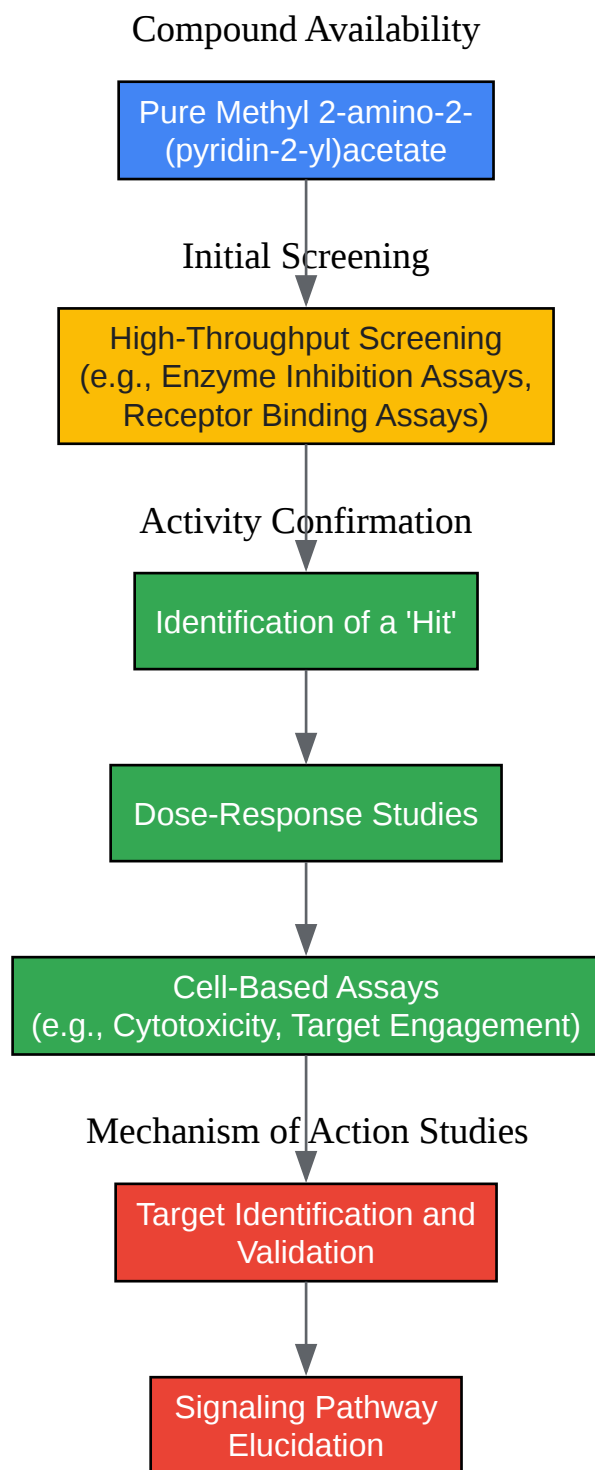 Compound Availability
Pure Methyl 2-amino-2-
(pyridin-2-yl)acetate
Initial Screening
High-Throughput Screening
(e.g., Enzyme Inhibition Assays,
Receptor Binding Assays)
Activity Confirmation
Identification of a 'Hit'
Dose-Response Studies
Cell-Based Assays
(e.g., Cytotoxicity, Target Engagement)
Mechanism of Action Studies
Target Identification and
Validation
Signaling Pathway
Elucidation